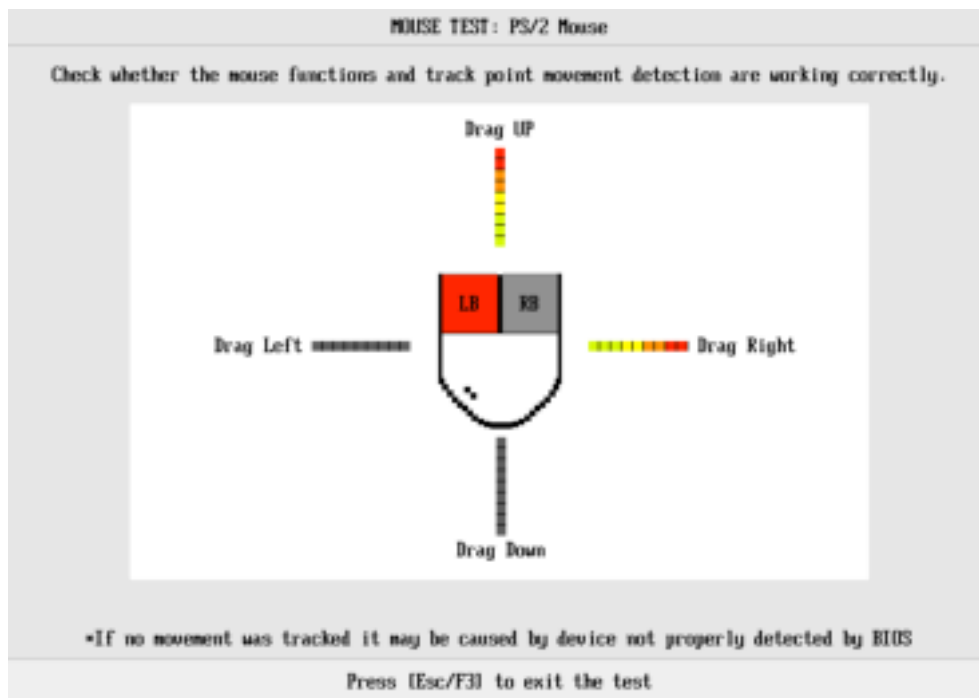 MOUSE TEST: PS/2 Mouse
Check whether the mouse functions and track point movement detection are working correctly.
Drag UP
LB RB
Drag Left Drag Right
Drag Down
*If no movement was tracked it may be caused by device not properly detected by BIOS
Press [Esc/F3] to exit the test